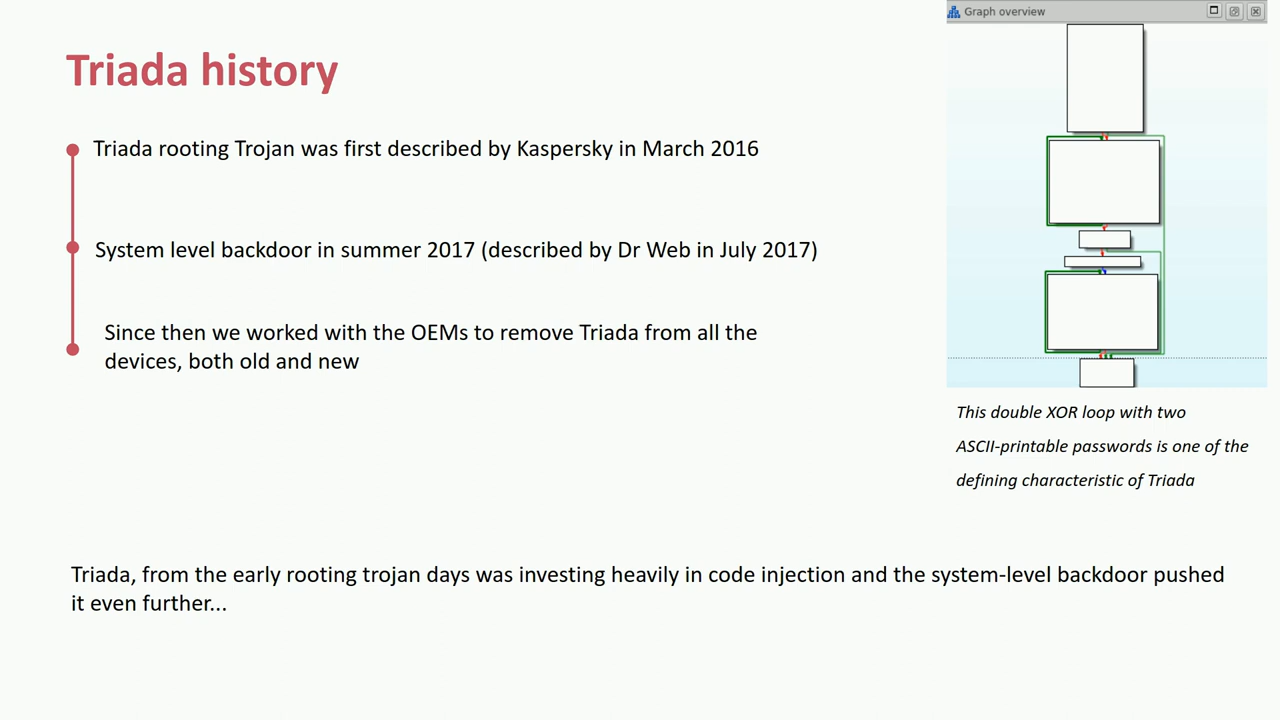 Graph overview
Triada history
Triada rooting Trojan was first described by Kaspersky in March 2016
System level backdoor in summer 2017 (described by Dr Web in July 2017)
Since then we worked with the OEMs to remove Triada from all the
devices, both old and new
This double XOR loop with two
ASCII-printable passwords is one of the
defining characteristic of Triada
Triada, from the early rooting trojan days was investing heavily in code injection and the system-level backdoor pushed
it even further...